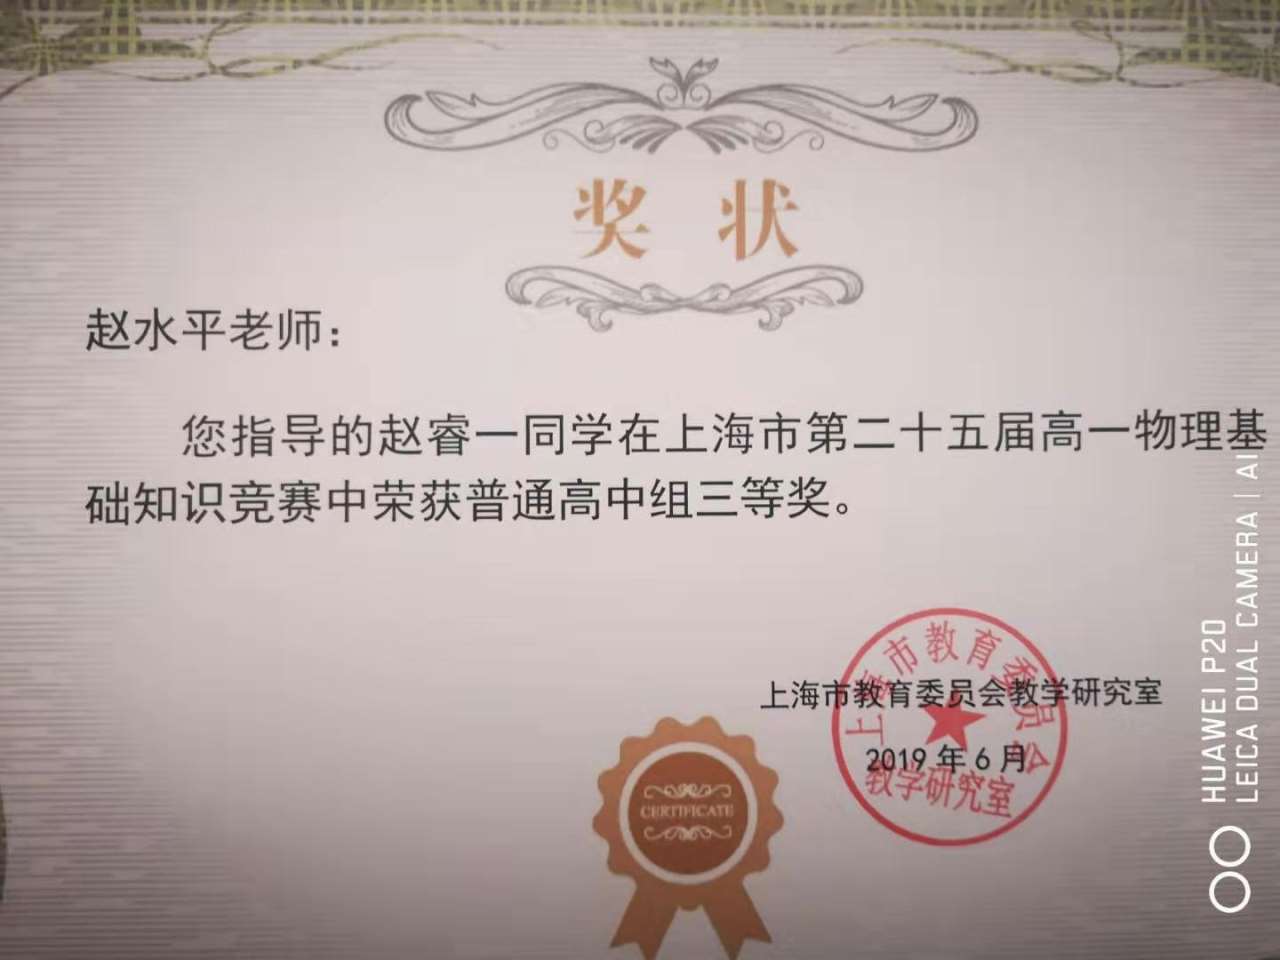 奖 状
赵水平老师：
您指导的赵睿一同学在上海市第二十五届高一物理基
础知识竞赛中荣获普通高中组三等奖。
上海市教育委员会教学研究室
2019年6月
上海市教育委员会
教学研究室
CERTIFICATE
HUAWEI P20
LEICA DUAL CAMERA | AI